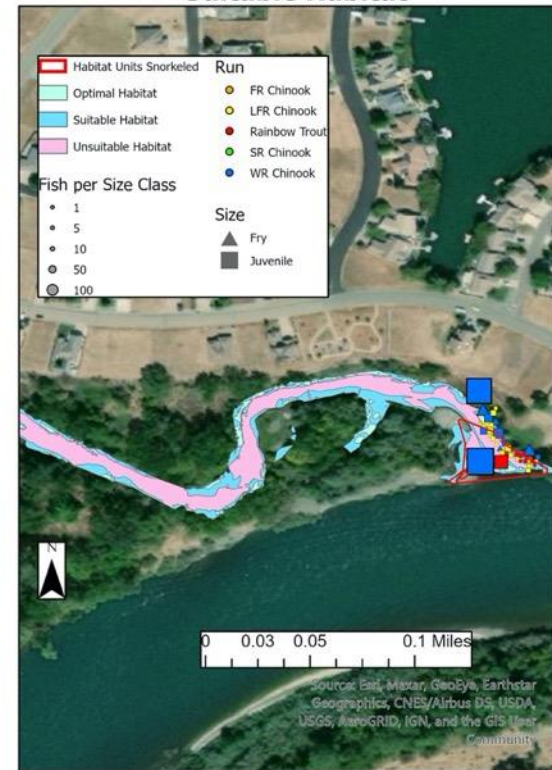 Habitat Units Snorkeled
Optimal Habitat
Suitable Habitat
Unsuitable Habitat
Fish per Size Class
1
5
10
50
100
Run
FR Chinook
LFR Chinook
Rainbow Trout
SR Chinook
WR Chinook
Size
Fry
Juvenile
N
0 0.03 0.05 0.1 Miles
Source: Esri, Maxar, GeoEye, Earthstar
Geographics, CNES/Airbus DS, USDA,
USGS, AeroGRID, IGN, and the GIS User
Community